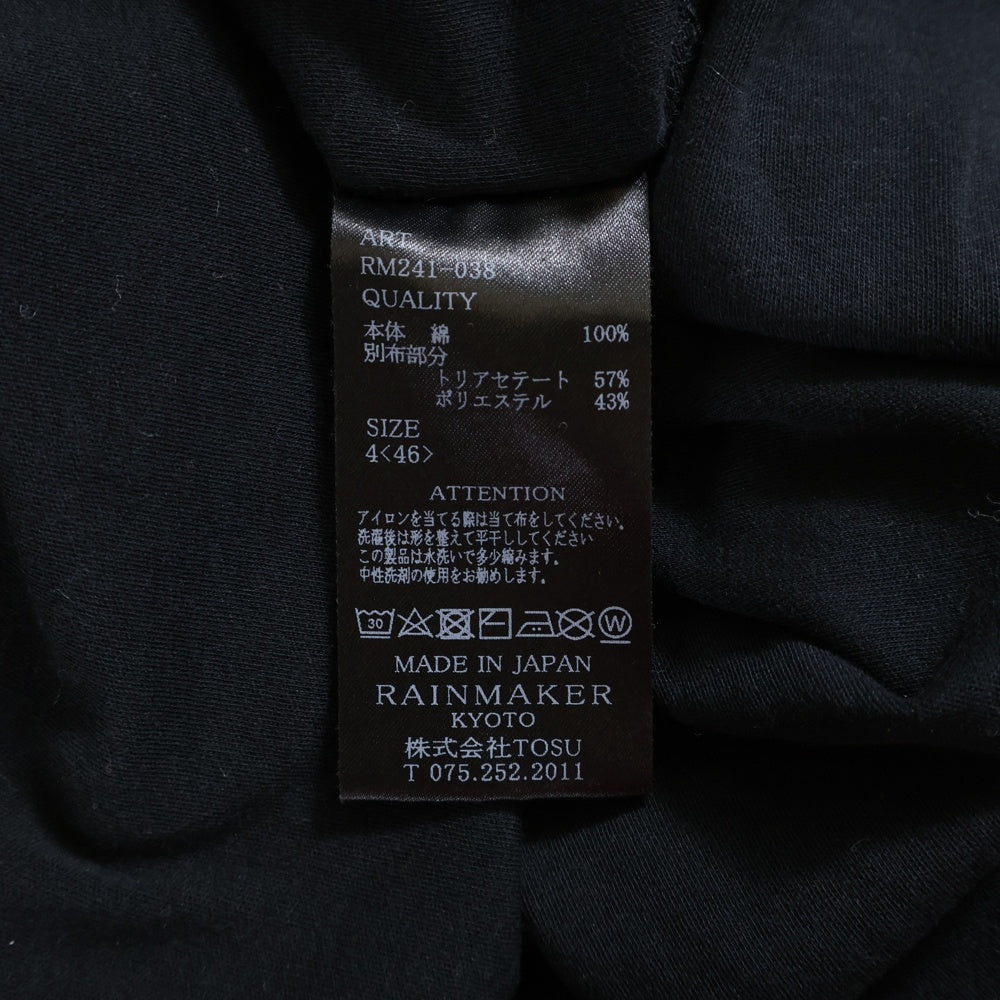 ART
RM241-038
QUALITY
本体 綿 100%
別布部分
トリアセテート 57%
ポリエステル 43%
SIZE
4<46>
ATTENTION
アイロンを当てる際は当て布をしてください。
洗濯後は形を整えて平干ししてください
この製品は水洗いで多少縮みます。
中性洗剤の使用をお勧めします。
30 W
MADE IN JAPAN
RAINMAKER
KYOTO
株式会社TOSU
T 075.252.2011